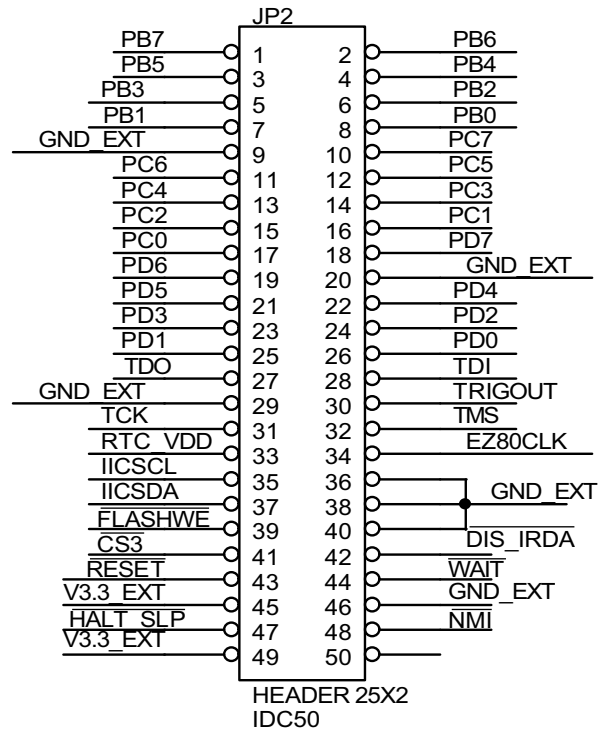 JP2
PB7 1 2 PB6
PB5 3 4 PB4
PB3 5 6 PB2
PB1 7 8 PB0
GND_EXT 9 10 PC7
PC6 11 12 PC5
PC4 13 14 PC3
PC2 15 16 PC1
PC0 17 18 PD7
PD6 19 20 GND_EXT
PD5 21 22 PD4
PD3 23 24 PD2
PD1 25 26 PD0
TDO 27 28 TDI
GND_EXT 29 30 TRIGOUT
TCK 31 32 TMS
RTC_VDD 33 34 EZ80CLK
IICSCL 35 36
IICSDA 37 38 GND_EXT
FLASHWE 39 40
CS3 41 42 DIS_IRDA
RESET 43 44 WAIT
V3.3_EXT 45 46 GND_EXT
HALT_SLP 47 48 NMI
V3.3_EXT 49 50
HEADER 25X2
IDC50